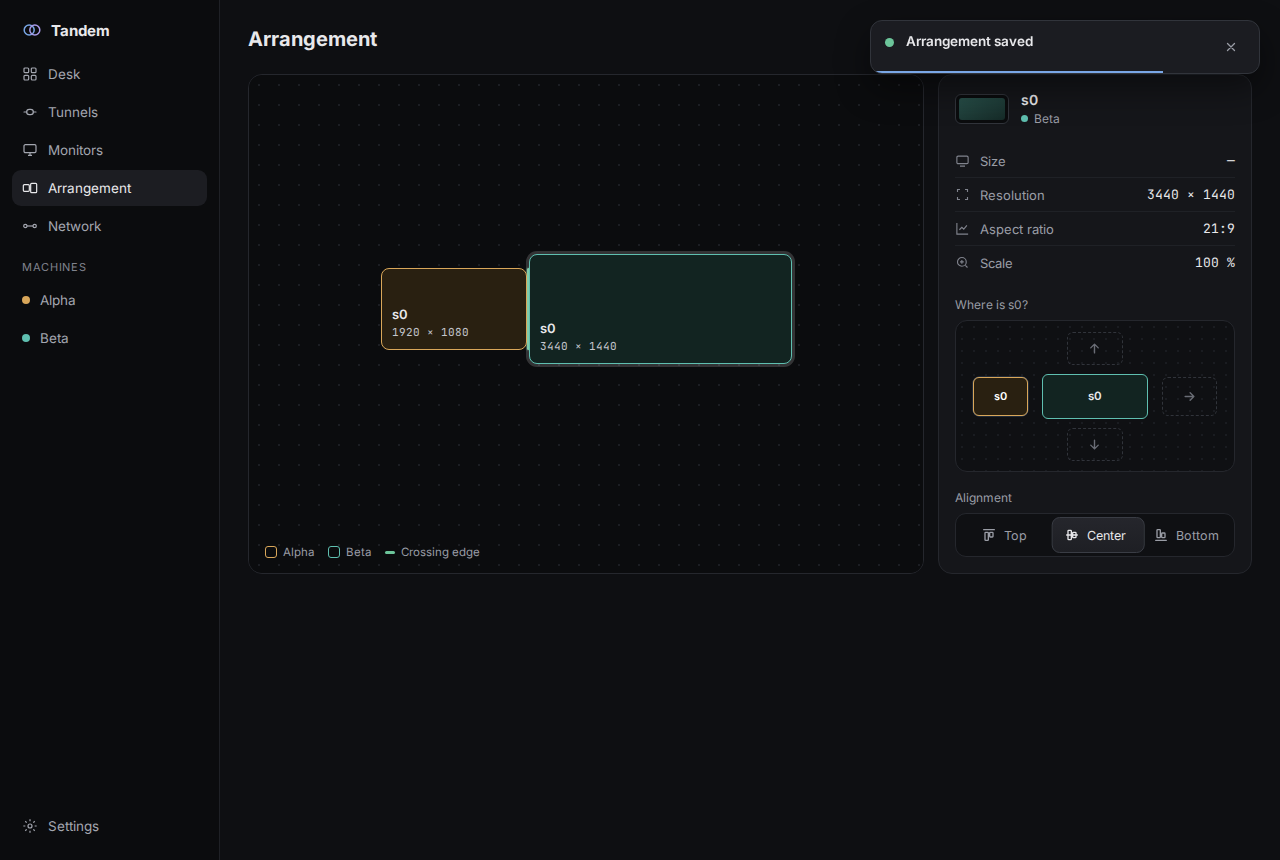 Tandem
Desk
Tunnels
Monitors
Arrangement
Network
MACHINES
Alpha
Beta
Settings
Arrangement
Arrangement saved
s0
1920 × 1080
s0
3440 × 1440
Alpha
Beta
Crossing edge
s0
Beta
Size –
Resolution 3440 × 1440
Aspect ratio 21:9
Scale 100 %
Where is s0?
s0 s0
Alignment
Top Center Bottom